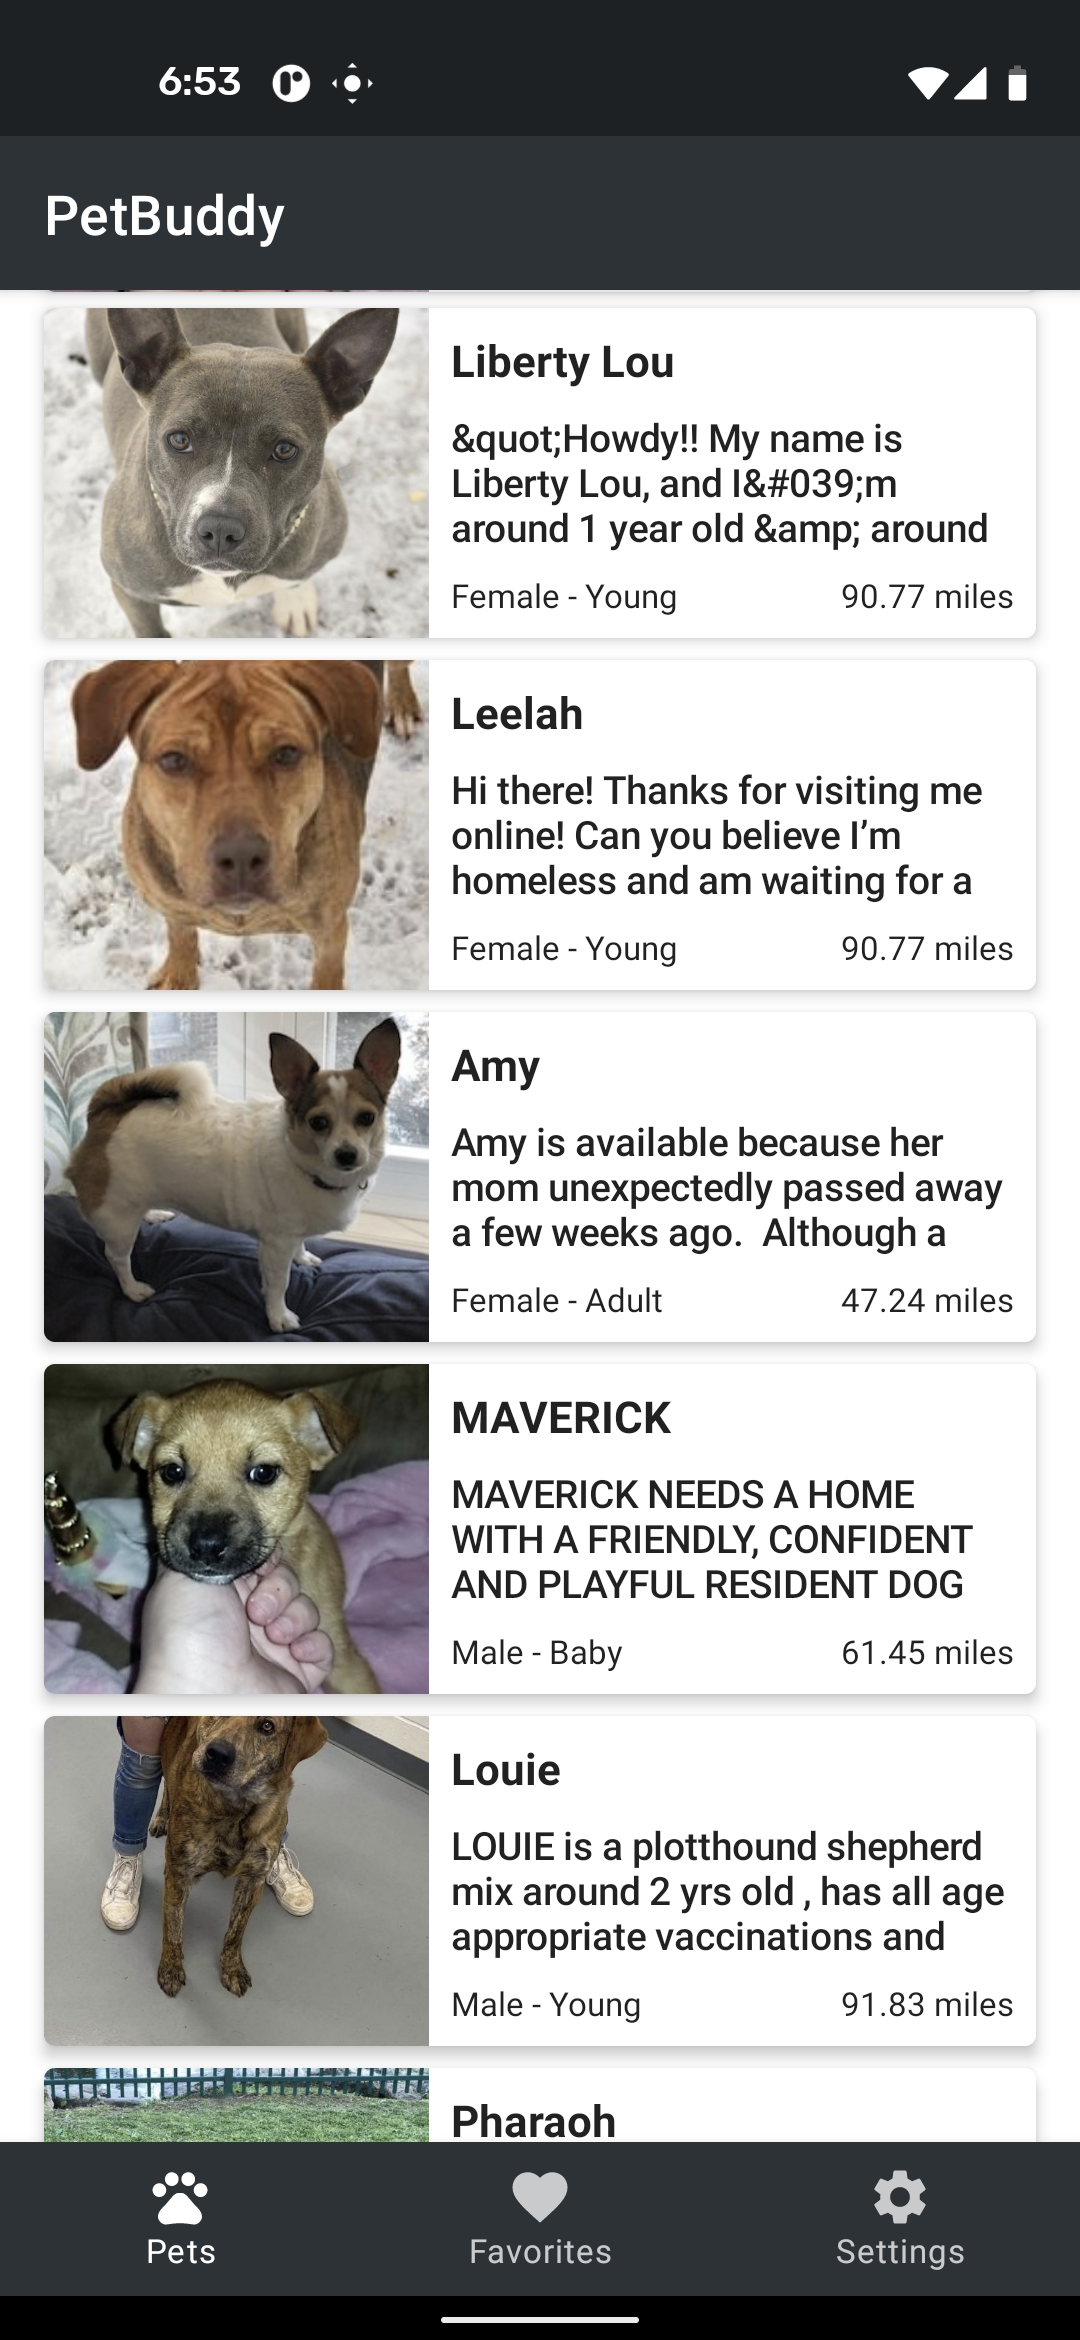 6:53
PetBuddy
Liberty Lou
&quot;Howdy!! My name is
Liberty Lou, and I&#039;m
around 1 year old &amp; around
Female - Young 90.77 miles
Leelah
Hi there! Thanks for visiting me
online! Can you believe I’m
homeless and am waiting for a
Female - Young 90.77 miles
Amy
Amy is available because her
mom unexpectedly passed away
a few weeks ago.  Although a
Female - Adult 47.24 miles
MAVERICK
MAVERICK NEEDS A HOME
WITH A FRIENDLY, CONFIDENT
AND PLAYFUL RESIDENT DOG
Male - Baby 61.45 miles
Louie
LOUIE is a plotthound shepherd
mix around 2 yrs old , has all age
appropriate vaccinations and
Male - Young 91.83 miles
Pharaoh
Pets Favorites Settings